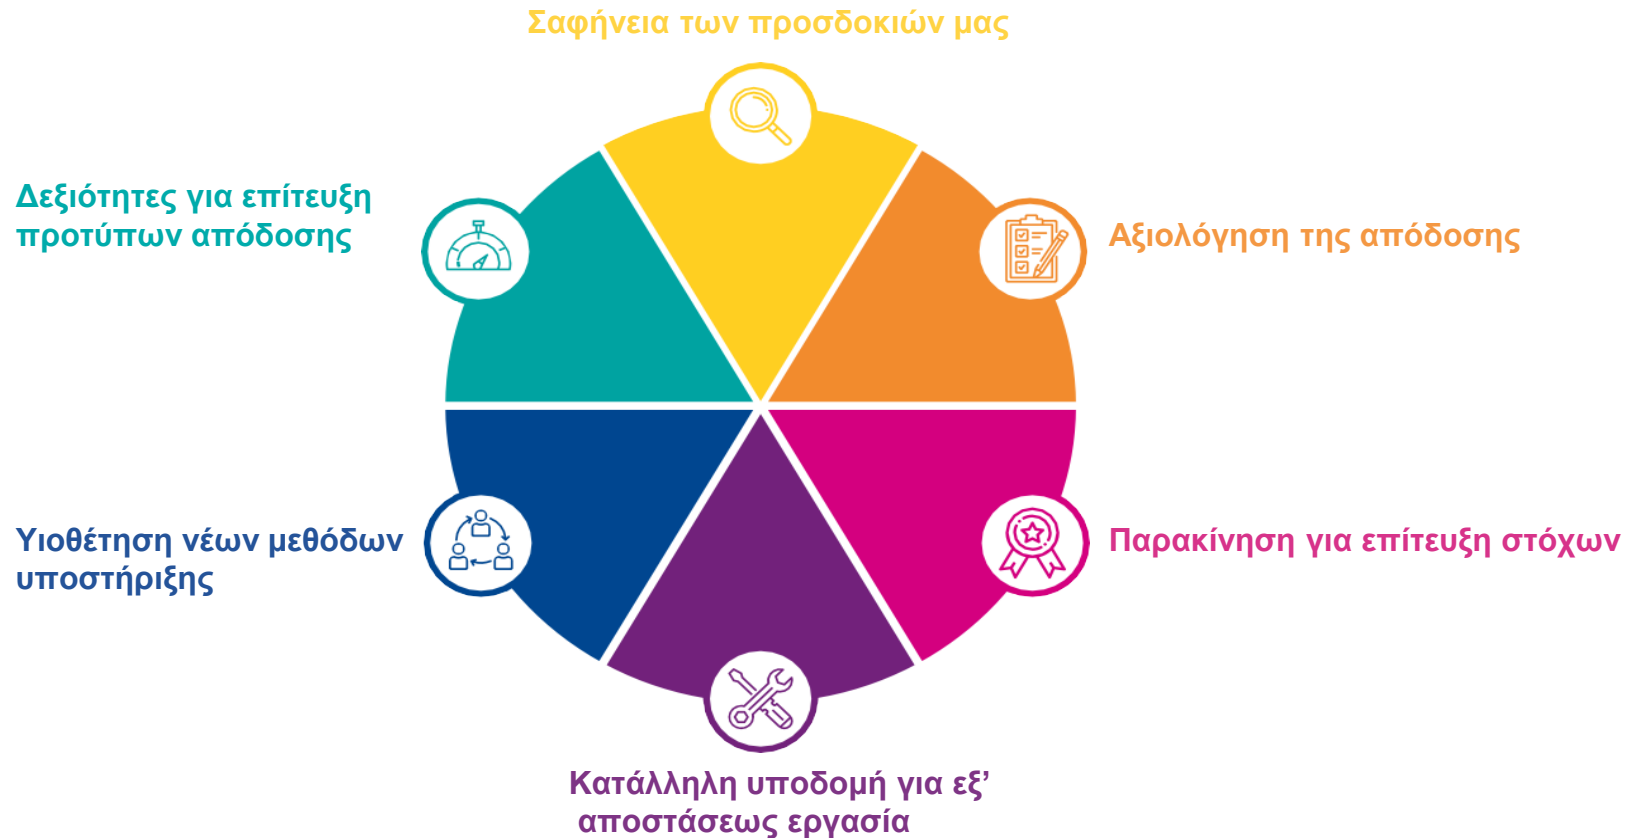 Σαφήνεια των προσδοκιών μας
Δεξιότητες για επίτευξη
προτύπων απόδοσης
Αξιολόγηση της απόδοσης
Υιοθέτηση νέων μεθόδων
υποστήριξης
Παρακίνηση για επίτευξη στόχων
Κατάλληλη υποδομή για εξ’
αποστάσεως εργασία